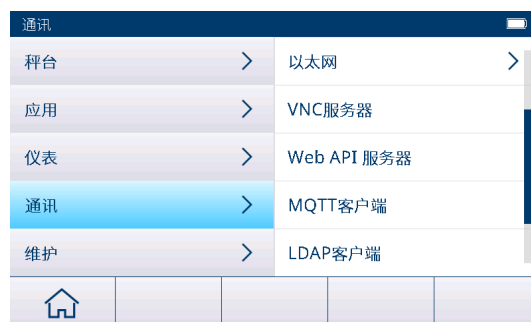 通讯
秤台
应用
仪表
通讯
维护
以太网
VNC服务器
Web API 服务器
MQTT客户端
LDAP客户端